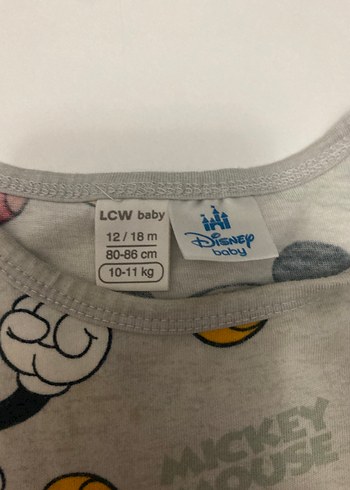 LCW baby
12 / 18 m
80-86 cm
10-11 kg
Disney
baby
MICKEY
MOUSE